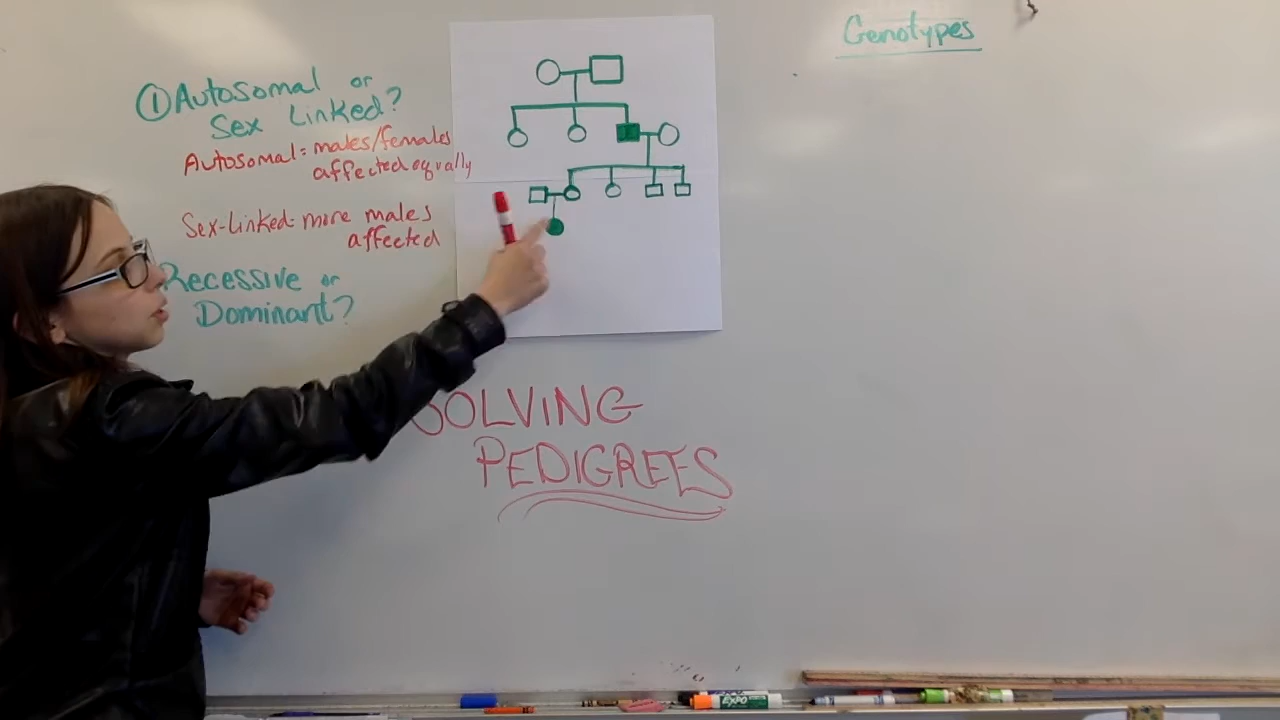 ① Autosomal or
Sex Linked?
Autosomal = males/females
affected equally
Sex-Linked = more males
affected
Recessive or
Dominant?
SOLVING
PEDIGREES
Genotypes
EXPO